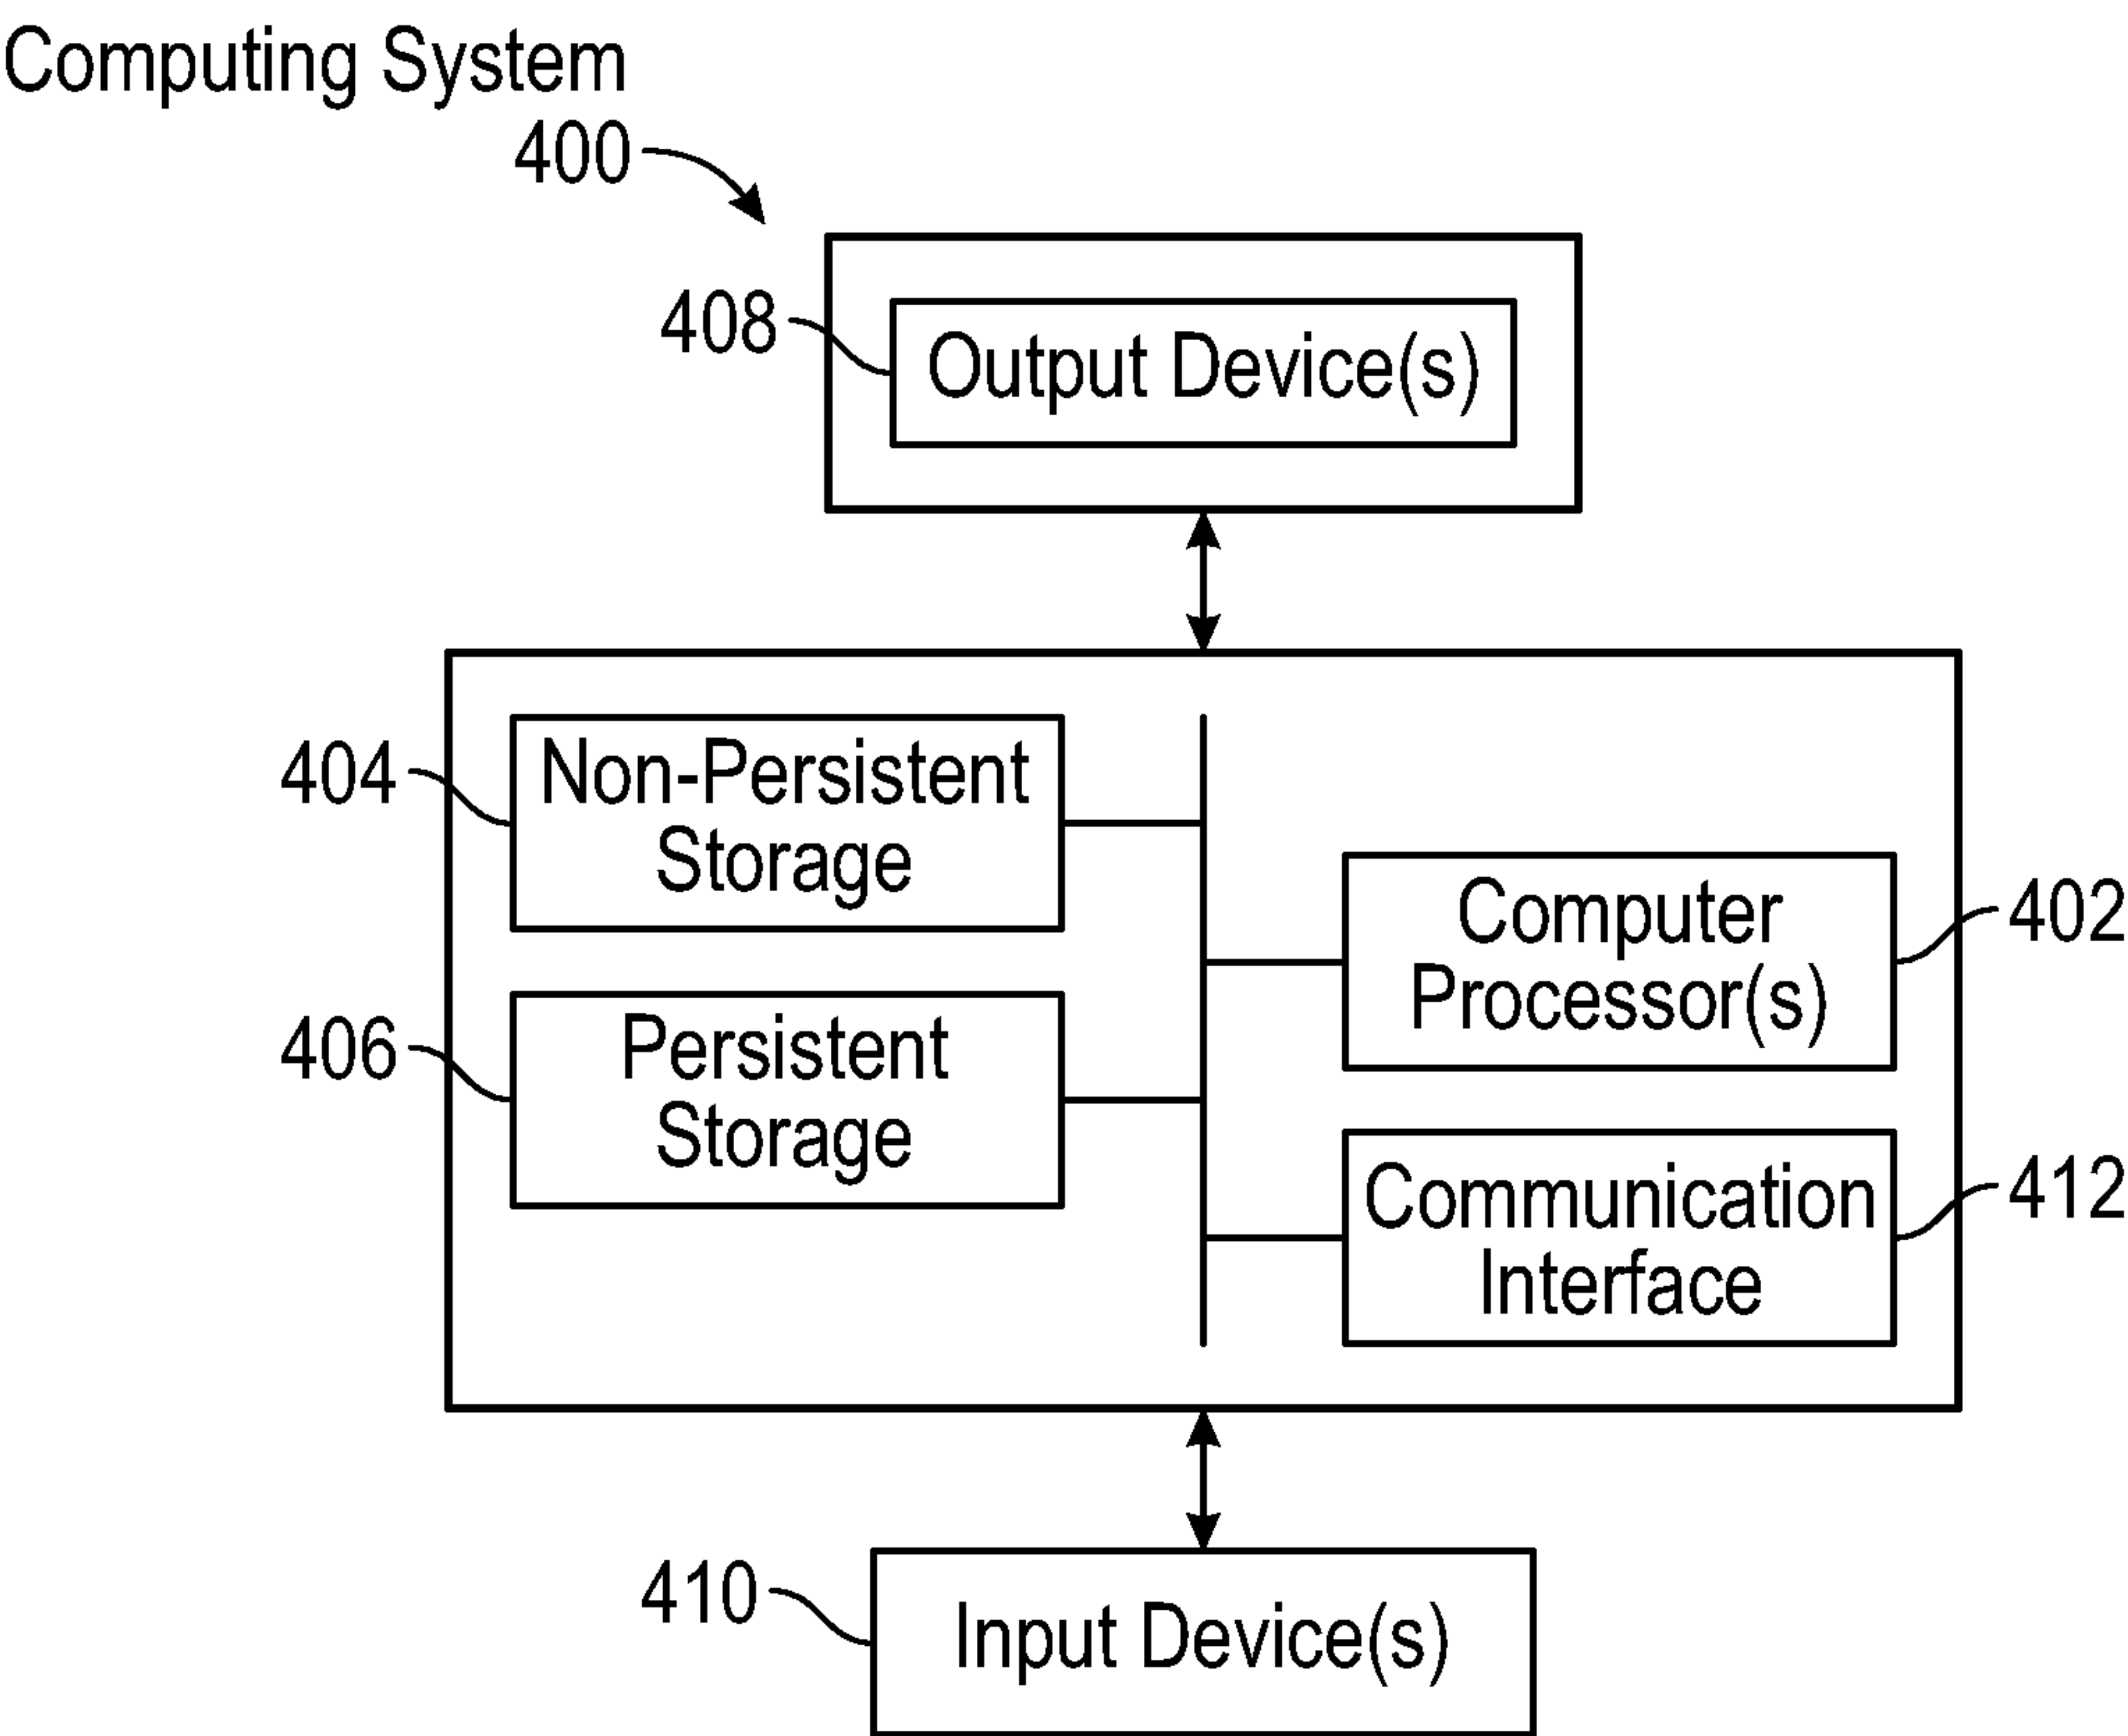 Computing System
400
408
Output Device(s)
404
Non-Persistent
Storage
Computer
Processor(s)
402
406
Persistent
Storage
Communication
Interface
412
410
Input Device(s)